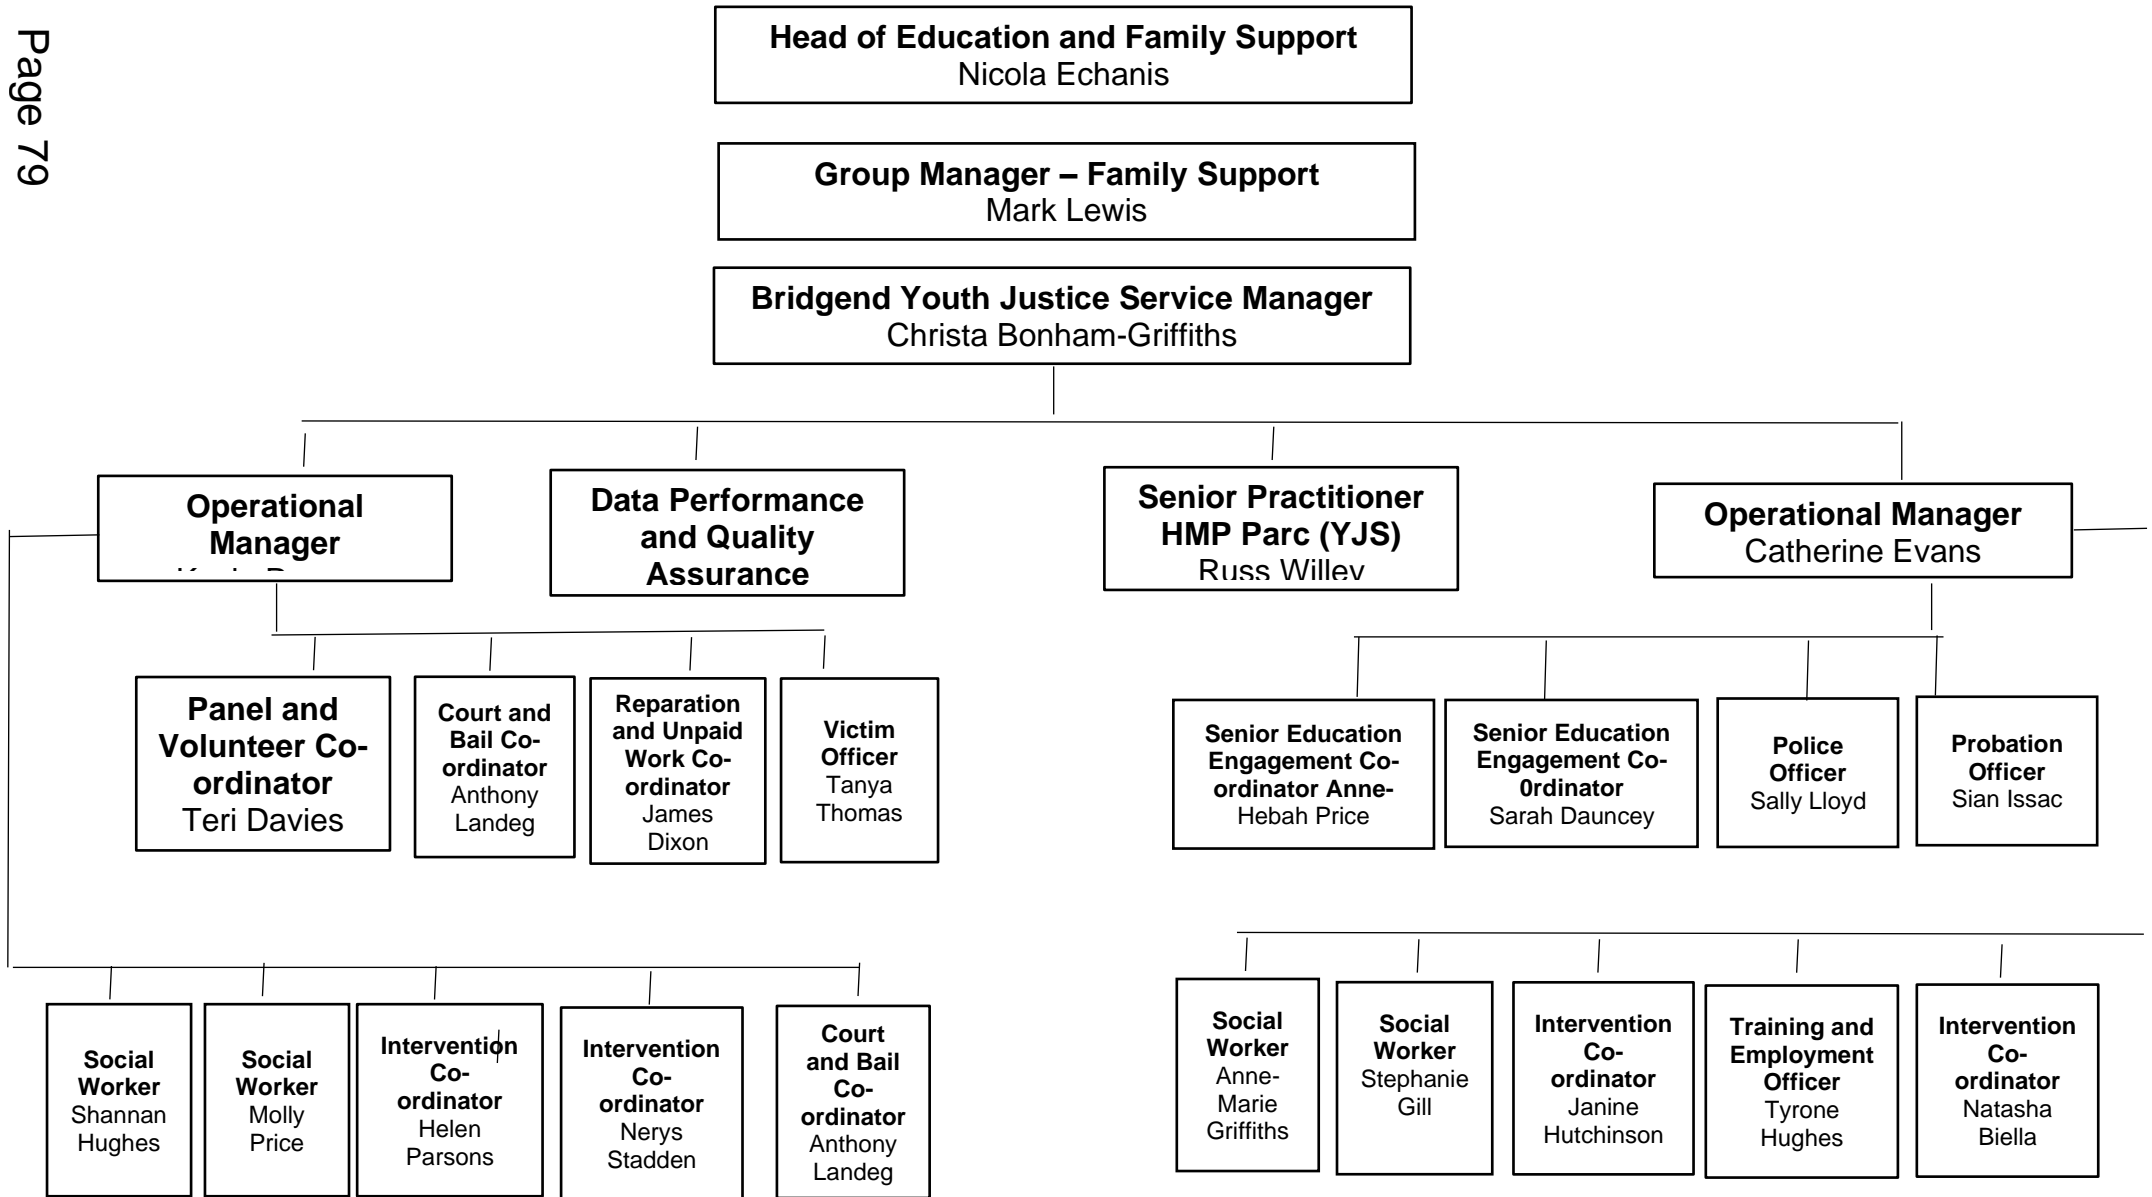 Page 79
Head of Education and Family Support
Nicola Echanis
Group Manager – Family Support
Mark Lewis
Bridgend Youth Justice Service Manager
Christa Bonham-Griffiths
Operational
Manager
Data Performance
and Quality
Assurance
Senior Practitioner
HMP Parc (YJS)
Russ Willey
Operational Manager
Catherine Evans
Panel and
Volunteer Co-
ordinator
Teri Davies
Court and
Bail Co-
ordinator
Anthony
Landeg
Reparation
and Unpaid
Work Co-
ordinator
James
Dixon
Victim
Officer
Tanya
Thomas
Senior Education
Engagement Co-
ordinator Anne-
Hebah Price
Senior Education
Engagement Co-
0rdinator
Sarah Dauncey
Police
Officer
Sally Lloyd
Probation
Officer
Sian Issac
Social
Worker
Shannan
Hughes
Social
Worker
Molly
Price
Intervention
Co-
ordinator
Helen
Parsons
Intervention
Co-
ordinator
Nerys
Stadden
Court
and Bail
Co-
ordinator
Anthony
Landeg
Social
Worker
Anne-
Marie
Griffiths
Social
Worker
Stephanie
Gill
Intervention
Co-
ordinator
Janine
Hutchinson
Training and
Employment
Officer
Tyrone
Hughes
Intervention
Co-
ordinator
Natasha
Biella